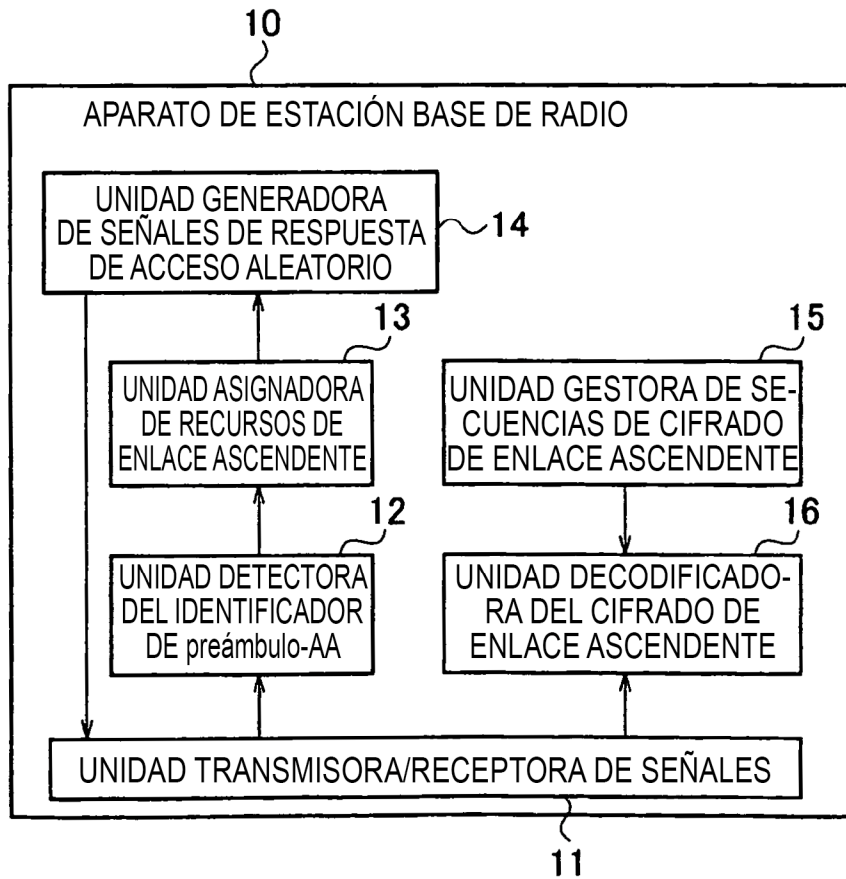 10
APARATO DE ESTACIÓN BASE DE RADIO
UNIDAD GENERADORA
DE SEÑALES DE RESPUESTA
DE ACCESO ALEATORIO
14
13
UNIDAD ASIGNADORA
DE RECURSOS DE
ENLACE ASCENDENTE
15
UNIDAD GESTORA DE SE-
CUENCIAS DE CIFRADO
DE ENLACE ASCENDENTE
12
UNIDAD DETECTORA
DEL IDENTIFICADOR
DE preámbulo-AA
16
UNIDAD DECODIFICADO-
RA DEL CIFRADO DE
ENLACE ASCENDENTE
UNIDAD TRANSMISORA/RECEPTORA DE SEÑALES
11